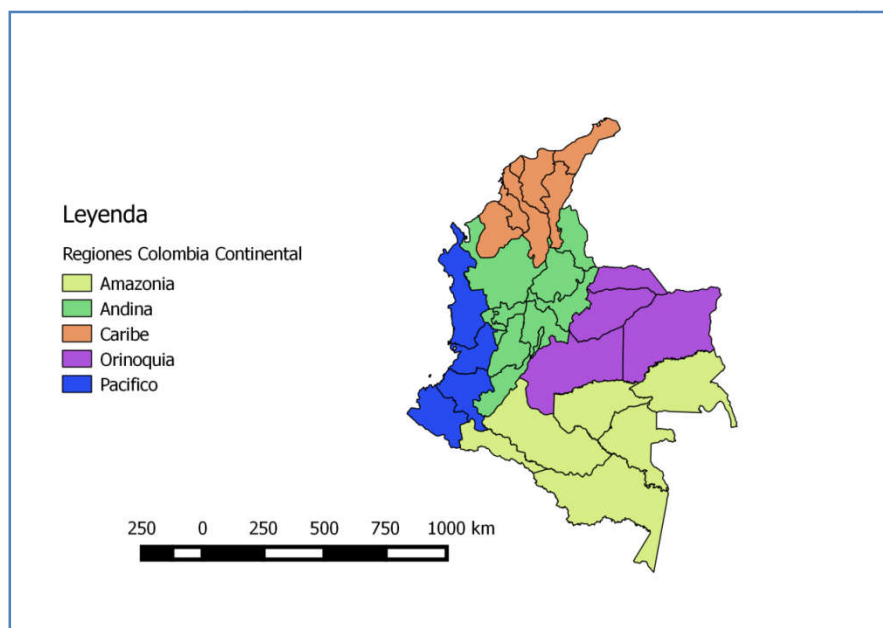 Leyenda
Regiones Colombia Continental
Amazonia
Andina
Caribe
Orinoquia
Pacifico
250 0 250 500 750 1000 km